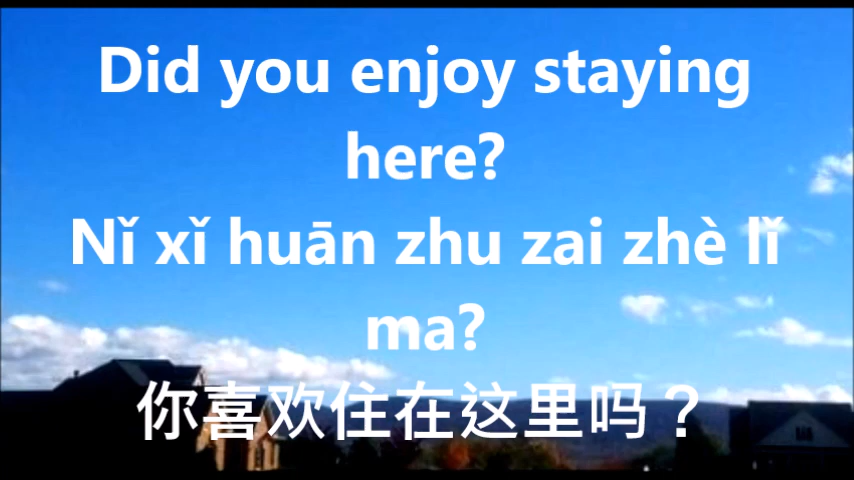 Did you enjoy staying
here?
Nǐ xǐ huān zhu zai zhè lǐ
ma?
你喜欢住在这里吗？